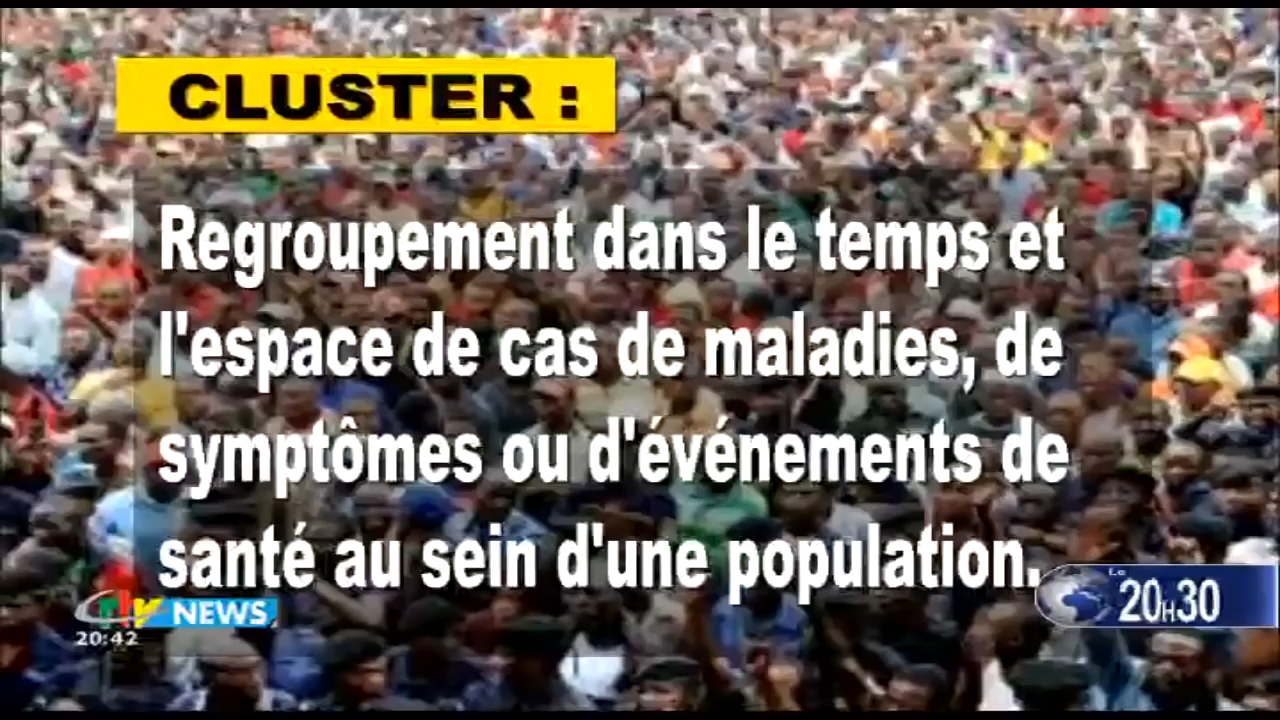 CLUSTER :
Regroupement dans le temps et
l'espace de cas de maladies, de
symptômes ou d'événements de
santé au sein d'une population.
Le
20H30
NEWS
20:42